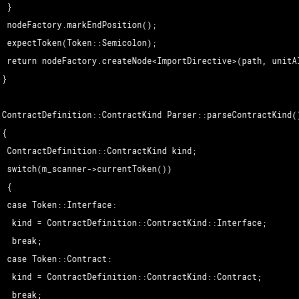 }
nodeFactory.markEndPosition();
expectToken(Token::Semicolon);
return nodeFactory.createNode<ImportDirective>(path, unitAl
}
ContractDefinition::ContractKind Parser::parseContractKind()
{
ContractDefinition::ContractKind kind;
switch(m_scanner->currentToken())
{
case Token::Interface:
kind = ContractDefinition::ContractKind::Interface;
break;
case Token::Contract:
kind = ContractDefinition::ContractKind::Contract;
break;